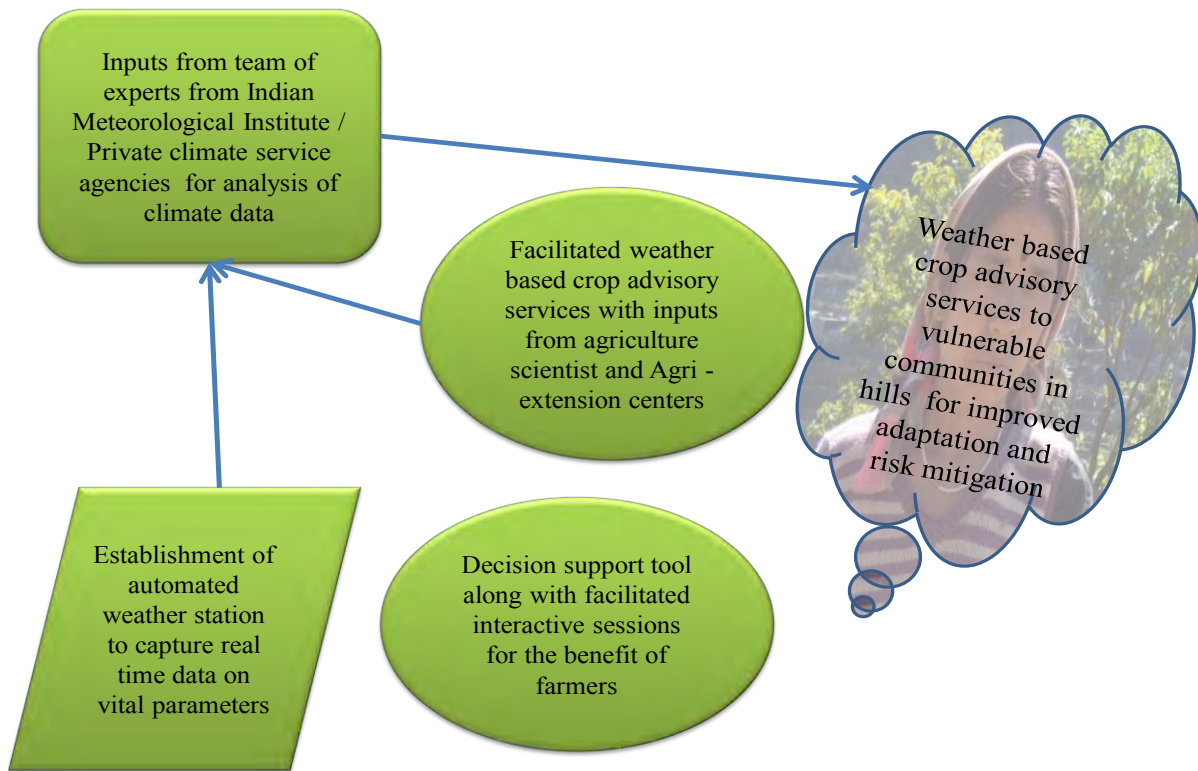 Inputs from team of
experts from Indian
Meteorological Institute /
Private climate service
agencies for analysis of
climate data
Facilitated weather
based crop advisory
services with inputs
from agriculture
scientist and Agri -
extension centers
Weather based
crop advisory
services to
vulnerable
communities in
hills for improved
adaptation and
risk mitigation
Establishment of
automated
weather station
to capture real
time data on
vital parameters
Decision support tool
along with facilitated
interactive sessions
for the benefit of
farmers